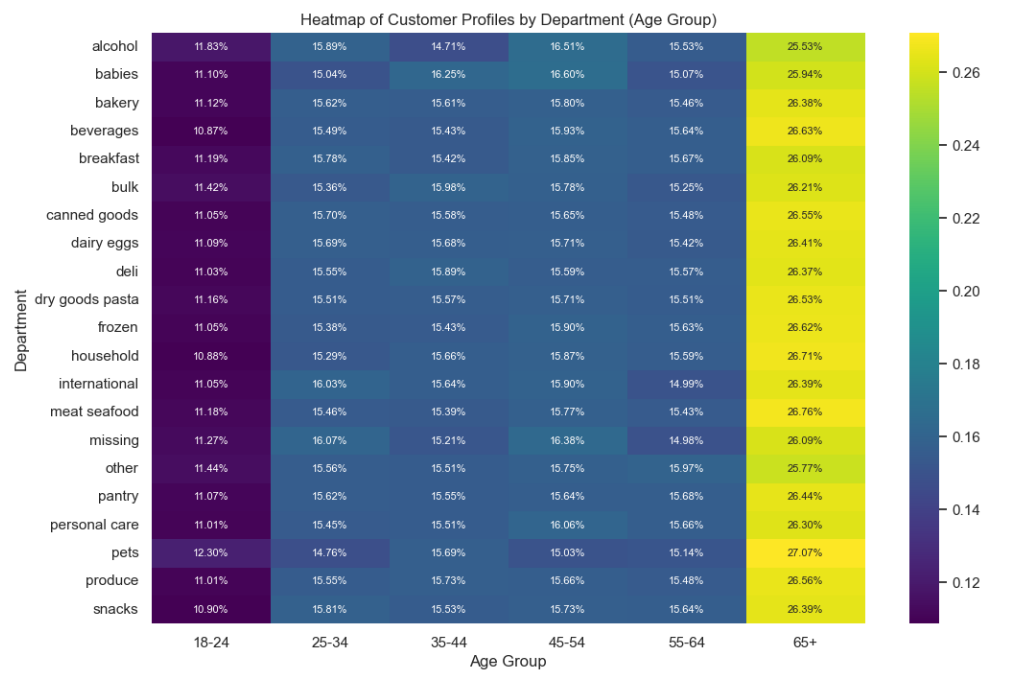 Heatmap of Customer Profiles by Department (Age Group)
alcohol 11.83% 15.89% 14.71% 16.51% 15.53% 25.53%
babies 11.10% 15.04% 16.25% 16.60% 15.07% 25.94%
bakery 11.12% 15.62% 15.61% 15.80% 15.46% 26.38%
beverages 10.87% 15.49% 15.43% 15.93% 15.64% 26.63%
breakfast 11.19% 15.78% 15.42% 15.85% 15.67% 26.09%
bulk 11.42% 15.36% 15.98% 15.78% 15.25% 26.21%
canned goods 11.05% 15.70% 15.58% 15.65% 15.48% 26.55%
dairy eggs 11.09% 15.69% 15.68% 15.71% 15.42% 26.41%
deli 11.03% 15.55% 15.89% 15.59% 15.57% 26.37%
dry goods pasta 11.16% 15.51% 15.57% 15.71% 15.51% 26.53%
frozen 11.05% 15.38% 15.43% 15.90% 15.63% 26.62%
household 10.88% 15.29% 15.66% 15.87% 15.59% 26.71%
international 11.05% 16.03% 15.64% 15.90% 14.99% 26.39%
meat seafood 11.18% 15.46% 15.39% 15.77% 15.43% 26.76%
missing 11.27% 16.07% 15.21% 16.38% 14.98% 26.09%
other 11.44% 15.56% 15.51% 15.75% 15.97% 25.77%
pantry 11.07% 15.62% 15.55% 15.64% 15.68% 26.44%
personal care 11.01% 15.45% 15.51% 16.06% 15.66% 26.30%
pets 12.30% 14.76% 15.69% 15.03% 15.14% 27.07%
produce 11.01% 15.55% 15.73% 15.66% 15.48% 26.56%
snacks 10.90% 15.81% 15.53% 15.73% 15.64% 26.39%
Department
18-24 25-34 35-44 45-54 55-64 65+
Age Group
0.26
0.24
0.22
0.20
0.18
0.16
0.14
0.12